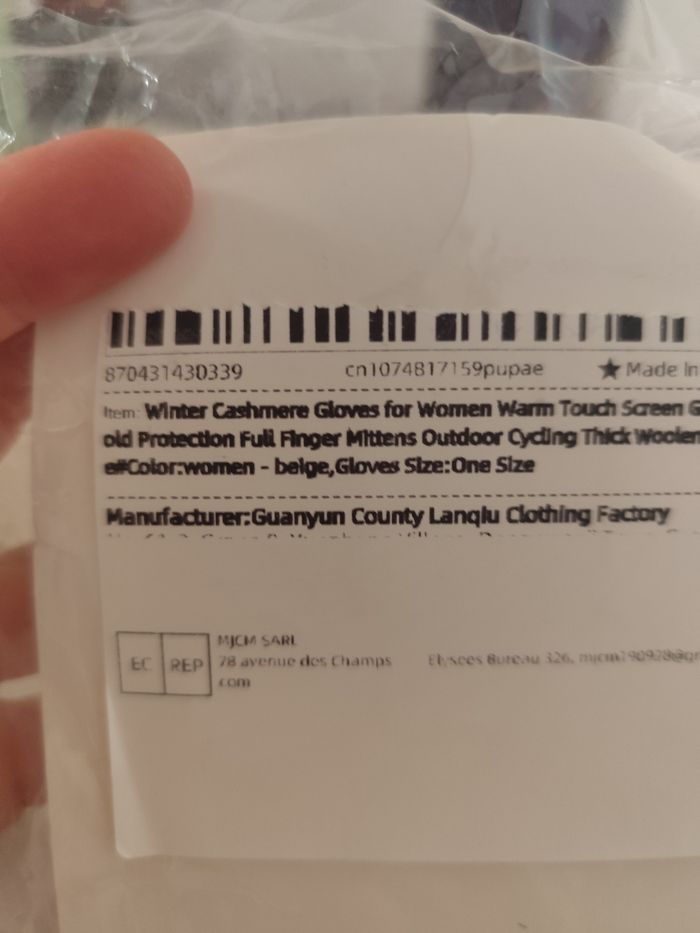 870431430339 cn1074817159pupae ★ Made In
Item: Winter Cashmere Gloves for Women Warm Touch Screen G
old Protection Full Finger Mittens Outdoor Cycling Thick Woolen
e#Color:women - beige,Gloves Size:One Size
Manufacturer:Guanyun County Lanqiu Clothing Factory
EC REP
MJCM SARL
78 avenue des Champs Elysees Bureau 326,
com